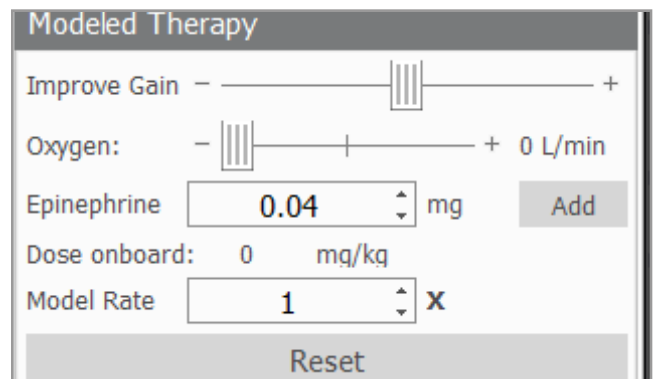 Modeled Therapy
Improve Gain - +
Oxygen: - + 0 L/min
Epinephrine 0.04 mg Add
Dose onboard: 0 mg/kg
Model Rate 1 X
Reset